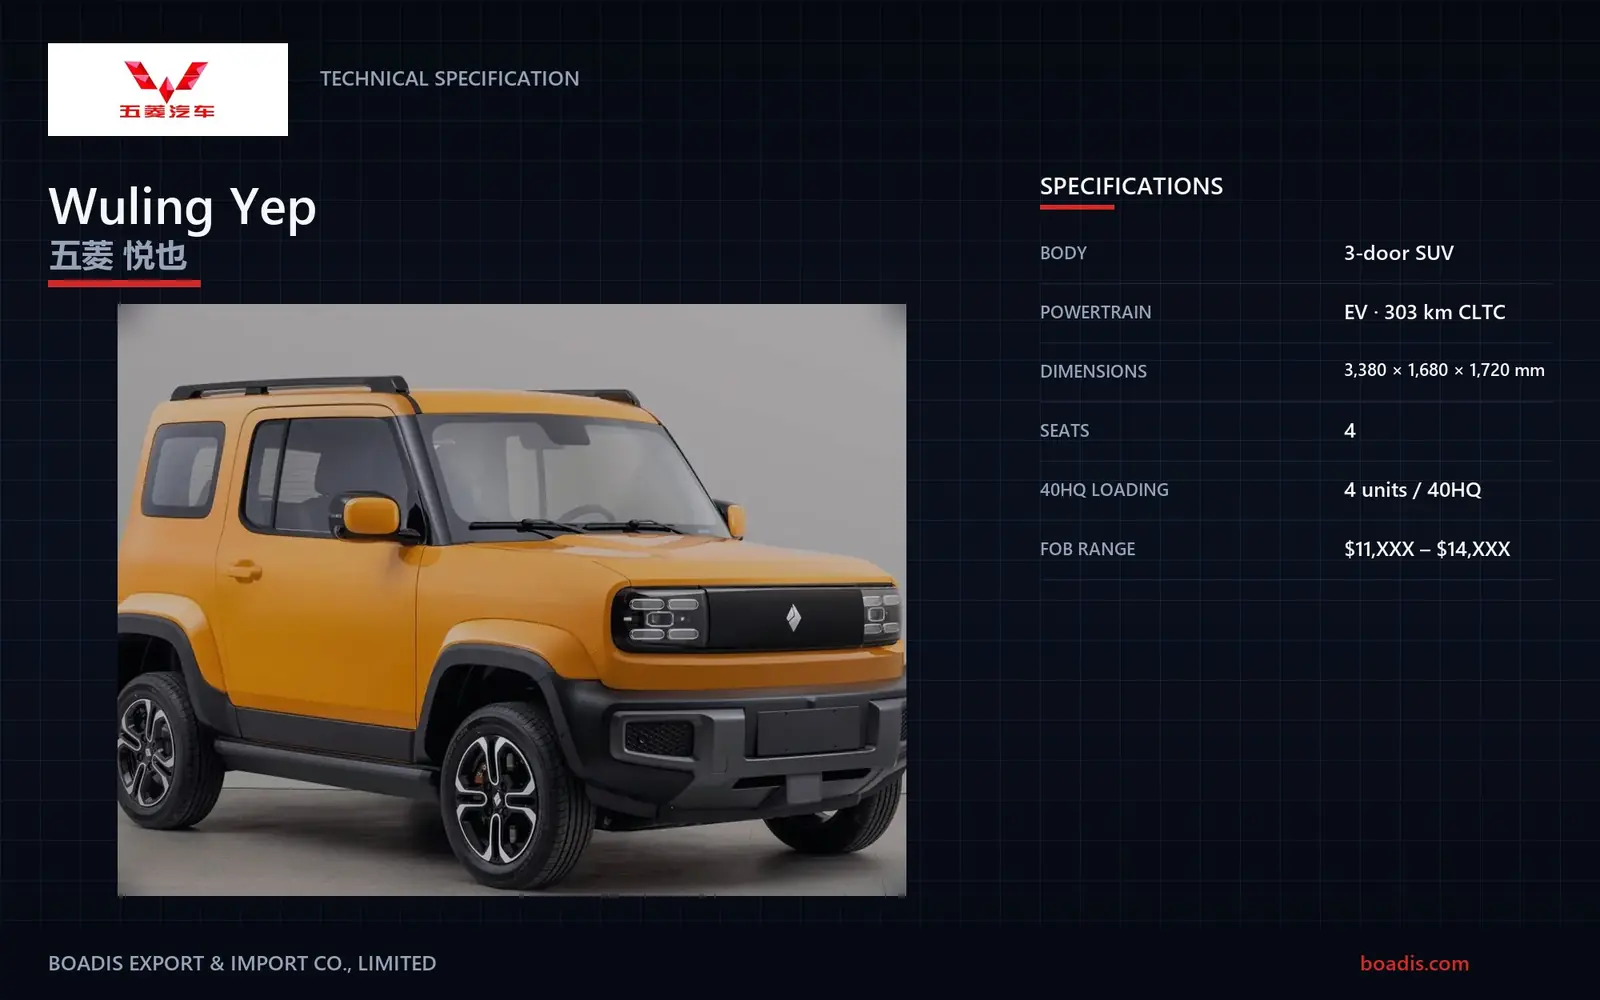 五菱汽车
TECHNICAL SPECIFICATION
Wuling Yep
五菱 悦也
SPECIFICATIONS
BODY 3-door SUV
POWERTRAIN EV · 303 km CLTC
DIMENSIONS 3,380 × 1,680 × 1,720 mm
SEATS 4
40HQ LOADING 4 units / 40HQ
FOB RANGE $11,XXX – $14,XXX
BOADIS EXPORT & IMPORT CO., LIMITED
boadis.com